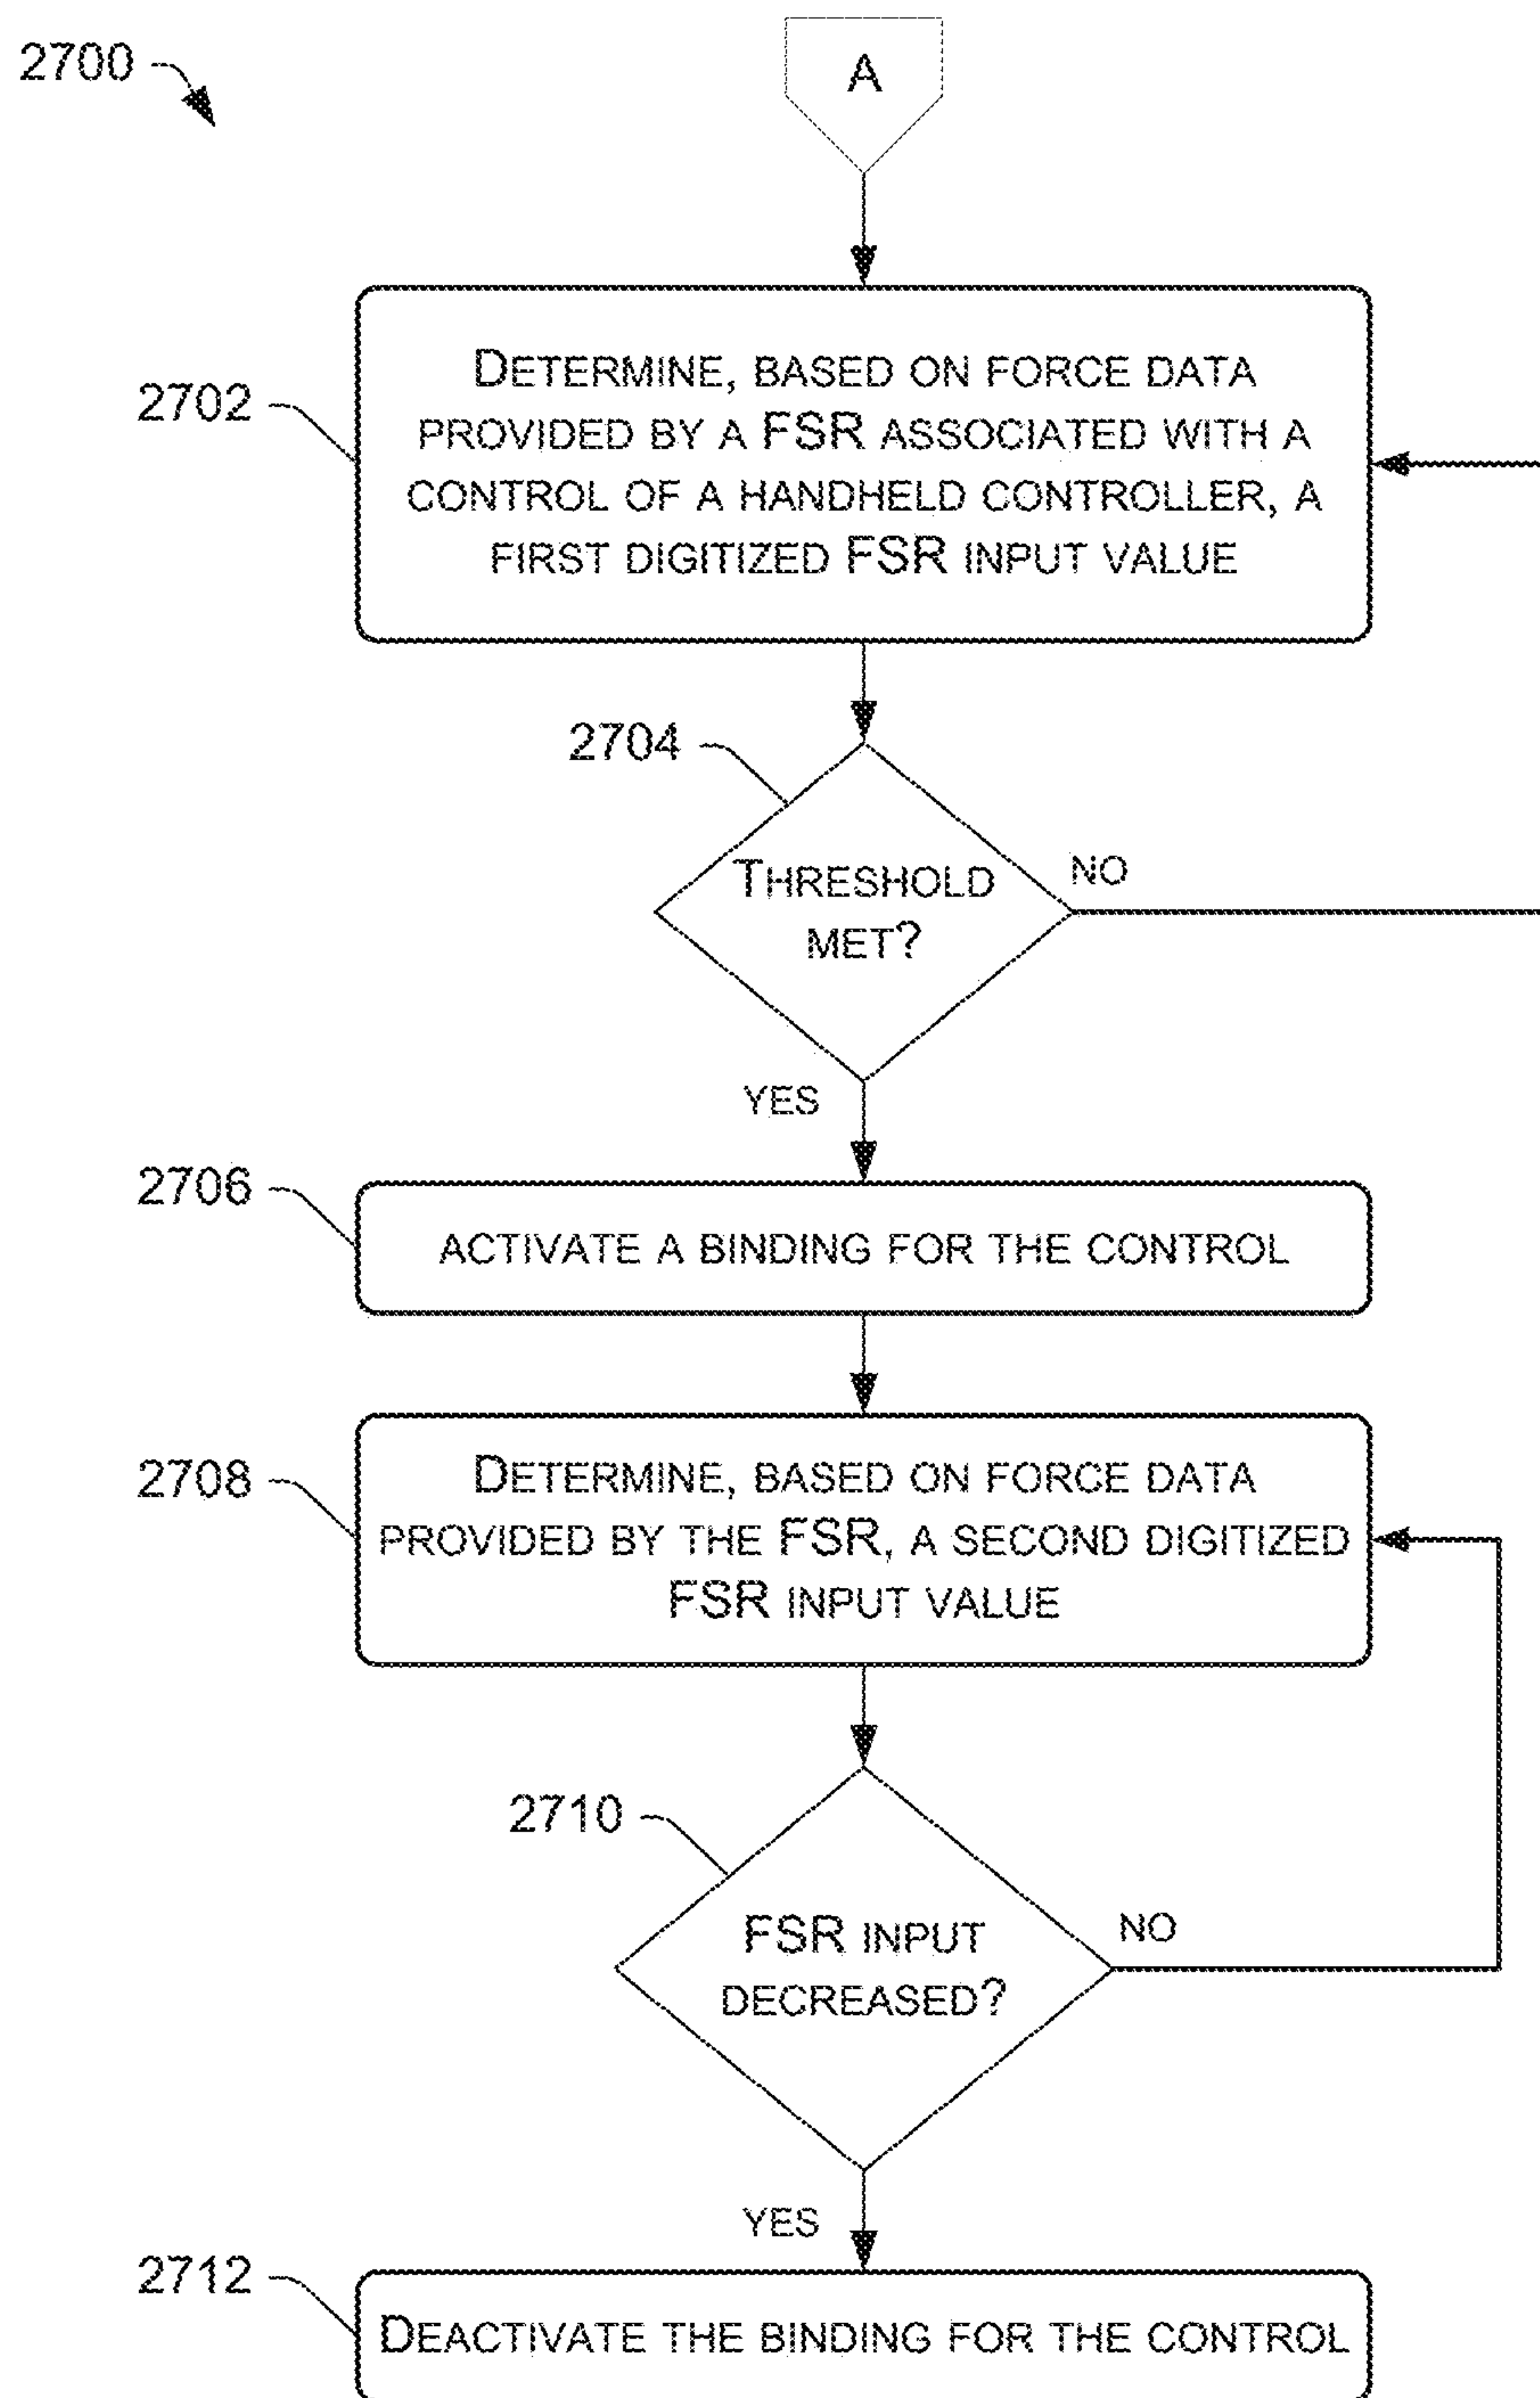 2700
A
2702
DETERMINE, BASED ON FORCE DATA
PROVIDED BY A FSR ASSOCIATED WITH A
CONTROL OF A HANDHELD CONTROLLER, A
FIRST DIGITIZED FSR INPUT VALUE
2704
THRESHOLD
MET?
NO
YES
2706
ACTIVATE A BINDING FOR THE CONTROL
2708
DETERMINE, BASED ON FORCE DATA
PROVIDED BY THE FSR, A SECOND DIGITIZED
FSR INPUT VALUE
2710
FSR INPUT
DECREASED?
NO
YES
2712
DEACTIVATE THE BINDING FOR THE CONTROL